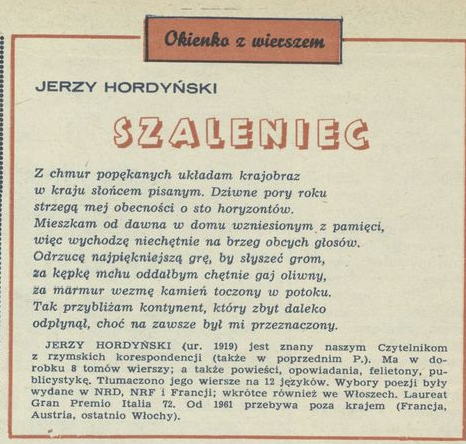 Okienko z wierszem
JERZY HORDYŃSKI
SZALENIEC
Z chmur popękanych układam krajobraz
w kraju słońcem pisanym. Dziwne pory roku
strzegą mej obecności o sto horyzontów.
Mieszkam od dawna w domu wzniesionym z pamięci,
więc wychodzę niechętnie na brzeg obcych głosów.
Odrzucę najpiękniejszą grę, by słyszeć grom,
za kępkę mchu oddałbym chętnie gaj oliwny,
za marmur wezmę kamień toczony w potoku.
Tak przybliżam kontynent, który zbyt daleko
odpłynął, choć na zawsze był mi przeznaczony.
JERZY HORDYŃSKI (ur. 1919) jest znany naszym Czytelnikom
z rzymskich korespondencji (także w poprzednim P.). Ma w do-
robku 8 tomów wierszy; a także powieści, opowiadania, felietony, pu-
blicystykę. Tłumaczono jego wiersze na 12 języków. Wybory poezji były
wydane w NRD, NRF i Francji; wkrótce również we Włoszech. Laureat
Gran Premio Italia 72. Od 1961 przebywa poza krajem (Francja,
Austria, ostatnio Włochy).